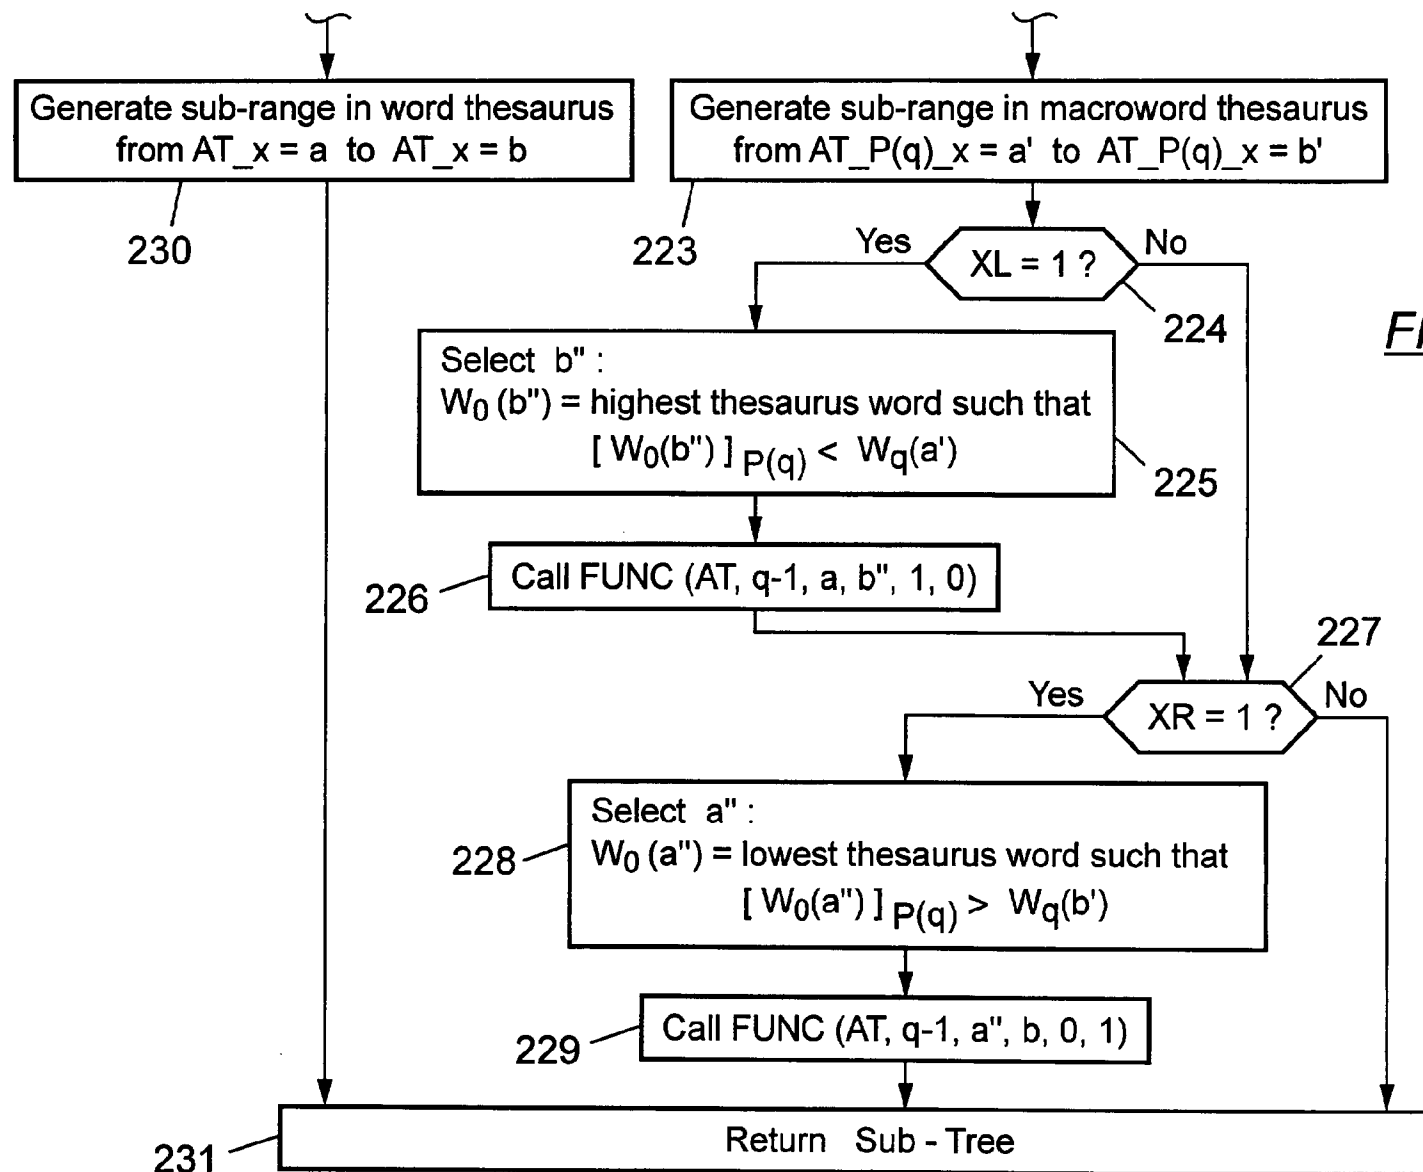 Generate sub-range in word thesaurus
from AT_x = a to AT_x = b
230
Generate sub-range in macroword thesaurus
from AT_P(q)_x = a' to AT_P(q)_x = b'
223
Yes
XL = 1 ?
No
224
Select b" :
W0 (b") = highest thesaurus word such that
[ W0(b") ] P(q) < Wq(a')
225
Call FUNC (AT, q-1, a, b", 1, 0)
226
227
Yes
XR = 1 ?
No
Select a" :
W0 (a") = lowest thesaurus word such that
[ W0(a") ] P(q) > Wq(b')
228
Call FUNC (AT, q-1, a", b, 0, 1)
229
Return Sub - Tree
231